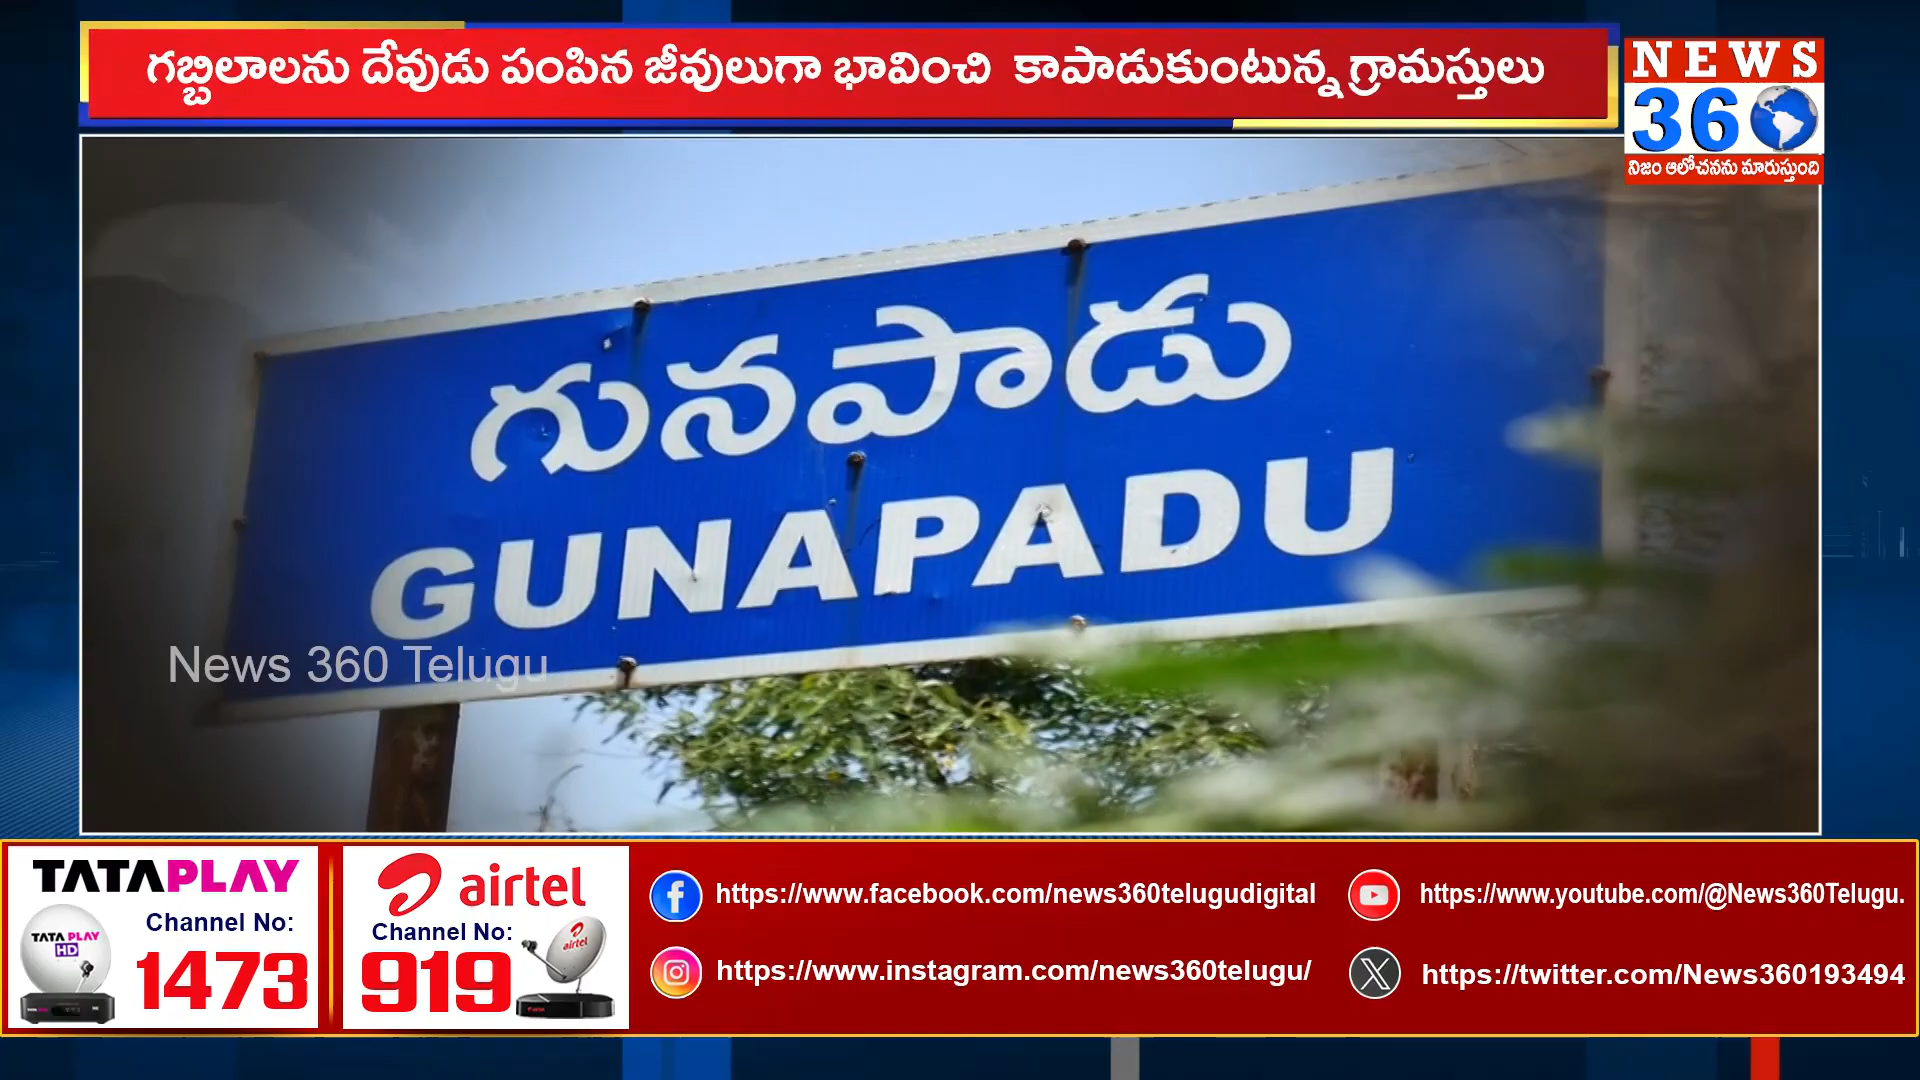 గబ్బిలాలను దేవుడు పంపిన జీవులుగా భావించి కాపాడుకుంటున్న గ్రామస్తులు
NEWS
360
నిజం ఆలోచనను మారుస్తుంది
గునపాడు
GUNAPADU
News 360 Telugu
TATA PLAY
Channel No:
1473
TATA PLAY
HD
airtel
Channel No:
919
airtel
https://www.facebook.com/news360telugudigital
https://www.youtube.com/@News360Telugu.
https://www.instagram.com/news360telugu/
https://twitter.com/News360193494